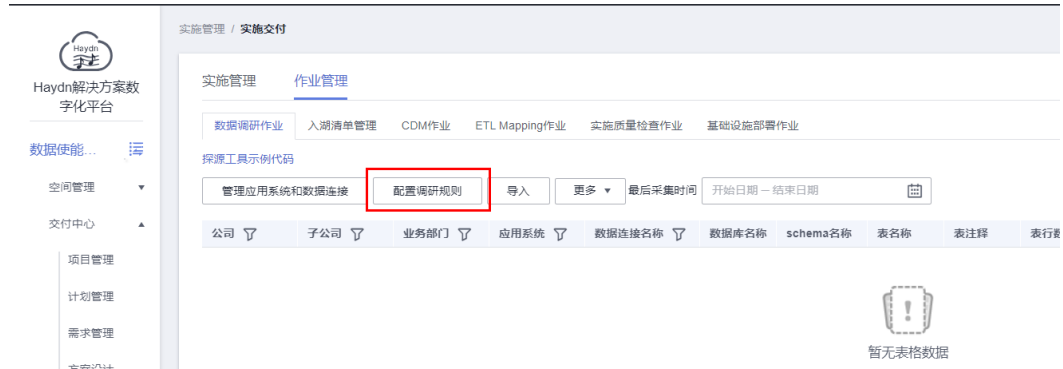 实施管理 / 实施交付
Haydn
Haydn解决方案数
字化平台
数据使能...
空间管理
交付中心
项目管理
计划管理
需求管理
方案设计
实施管理 作业管理
数据调研作业 入湖清单管理 CDM作业 ETL Mapping作业 实施质量检查作业 基础设施部署作业
探源工具示例代码
管理应用系统和数据连接 配置调研规则 导入 更多 最后采集时间 开始日期 – 结束日期
公司 子公司 业务部门 应用系统 数据连接名称 数据库名称 schema名称 表名称 表注释 表行数
暂无表格数据